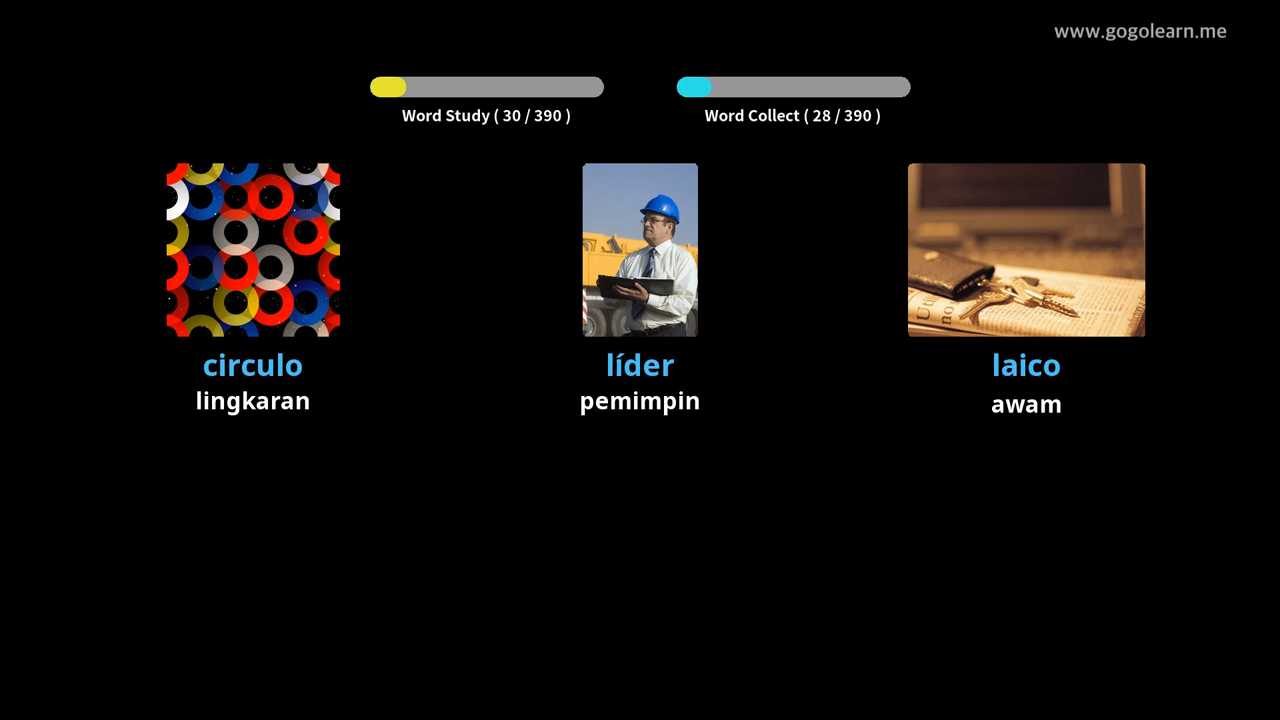 www.gogolearn.me
Word Study ( 30 / 390 )
Word Collect ( 28 / 390 )
circulo
líder
laico
lingkaran
pemimpin
awam